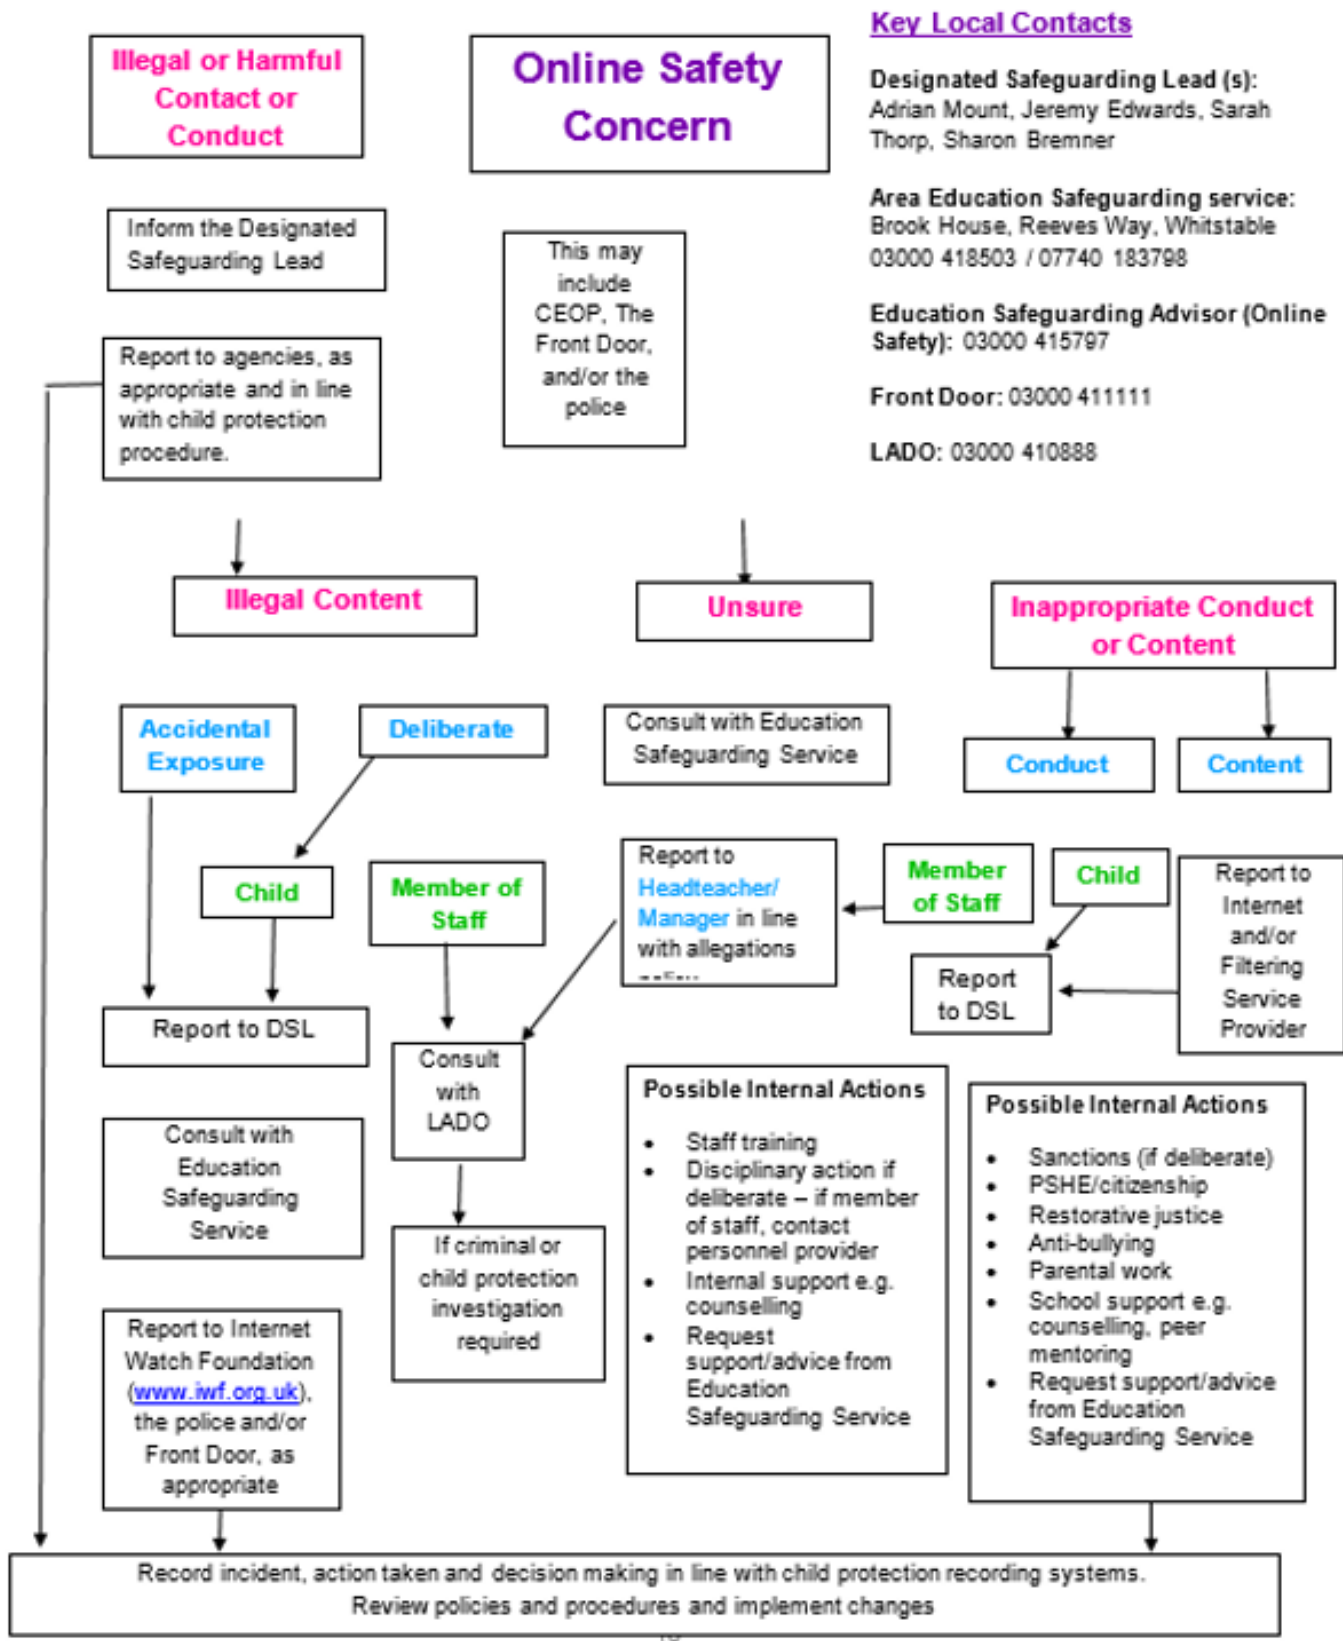 Illegal or Harmful
Contact or
Conduct
Online Safety
Concern
Key Local Contacts
Designated Safeguarding Lead (s):
Adrian Mount, Jeremy Edwards, Sarah
Thorp, Sharon Bremner
Area Education Safeguarding service:
Brook House, Reeves Way, Whitstable
03000 418503 / 07740 183798
Education Safeguarding Advisor (Online
Safety): 03000 415797
Front Door: 03000 411111
LADO: 03000 410888
Inform the Designated
Safeguarding Lead
This may
include
CEOP, The
Front Door,
and/or the
police
Report to agencies, as
appropriate and in line
with child protection
procedure.
Illegal Content
Unsure
Inappropriate Conduct
or Content
Accidental
Exposure
Deliberate
Consult with Education
Safeguarding Service
Conduct
Content
Child
Member of
Staff
Report to
Headteacher/
Manager in line
with allegations
Member
of Staff
Child
Report to
Internet
and/or
Filtering
Service
Provider
Report
to DSL
Report to DSL
Consult
with
LADO
Consult with
Education
Safeguarding
Service
If criminal or
child protection
investigation
required
Possible Internal Actions
• Staff training
• Disciplinary action if
deliberate – if member
of staff, contact
personnel provider
• Internal support e.g.
counselling
• Request
support/advice from
Education
Safeguarding Service
Possible Internal Actions
• Sanctions (if deliberate)
• PSHE/citizenship
• Restorative justice
• Anti-bullying
• Parental work
• School support e.g.
counselling, peer
mentoring
• Request support/advice
from Education
Safeguarding Service
Report to Internet
Watch Foundation
(www.iwf.org.uk),
the police and/or
Front Door, as
appropriate
Record incident, action taken and decision making in line with child protection recording systems.
Review policies and procedures and implement changes